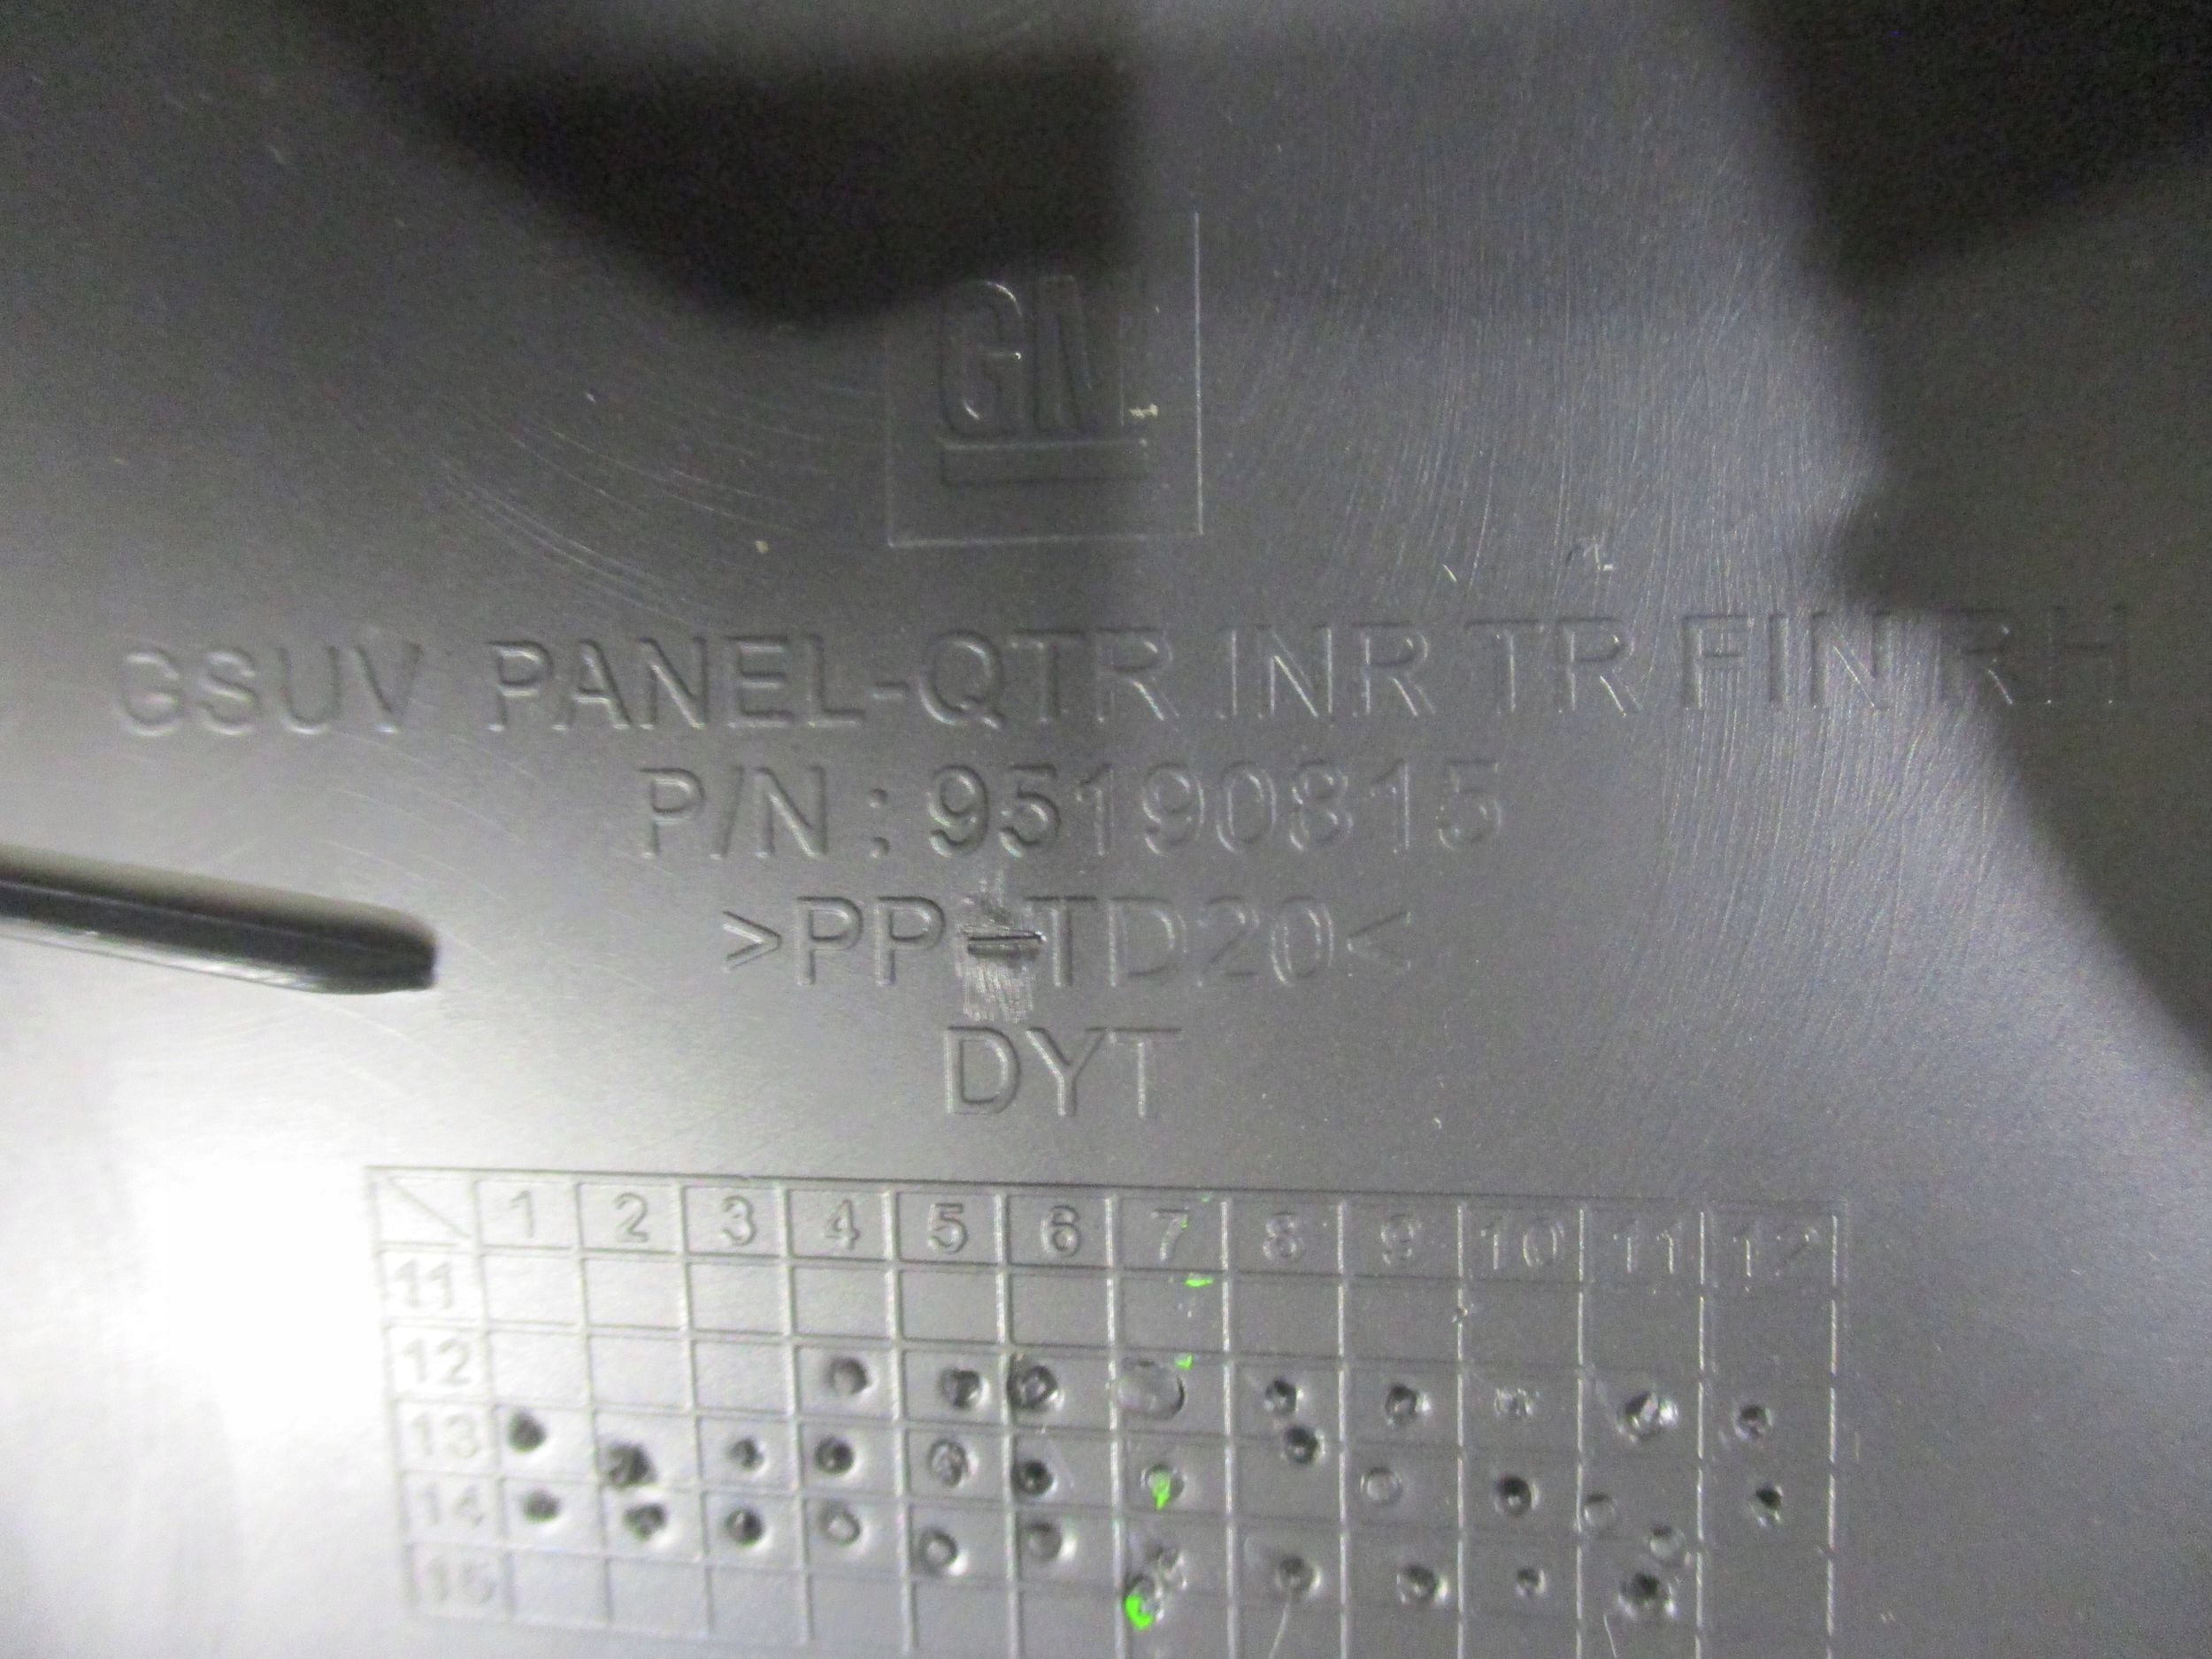 GM
GSUV PANEL-QTR INR TR FIN RH
P/N : 95190815
>PP-TD20<
DYT
1 2 3 4 5 6 7 8 9 10 11 12
11
12
13
14
15